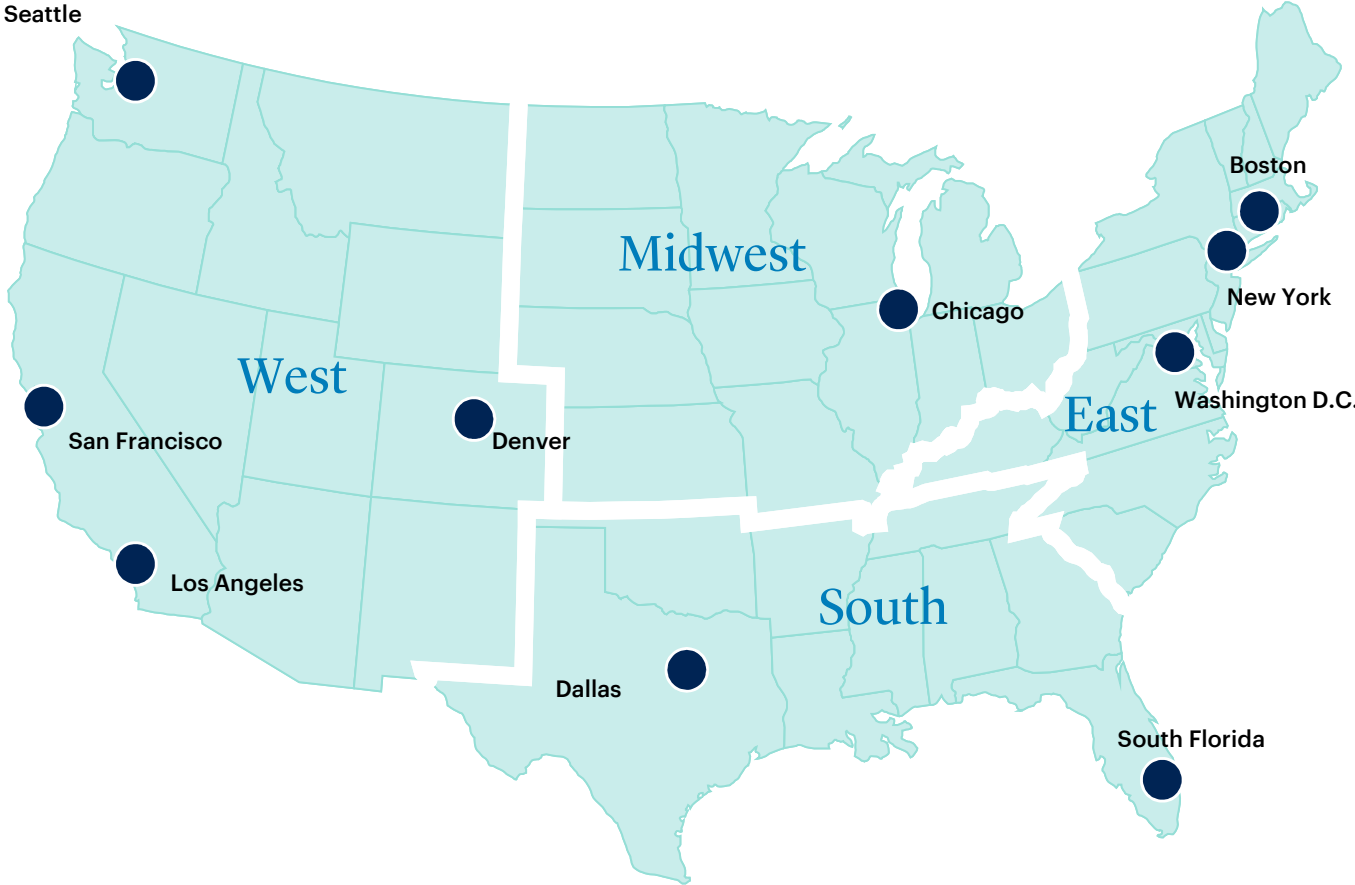 Seattle
Boston
Midwest
New York
Chicago
West
Washington D.C.
East
San Francisco
Denver
Los Angeles
South
Dallas
South Florida